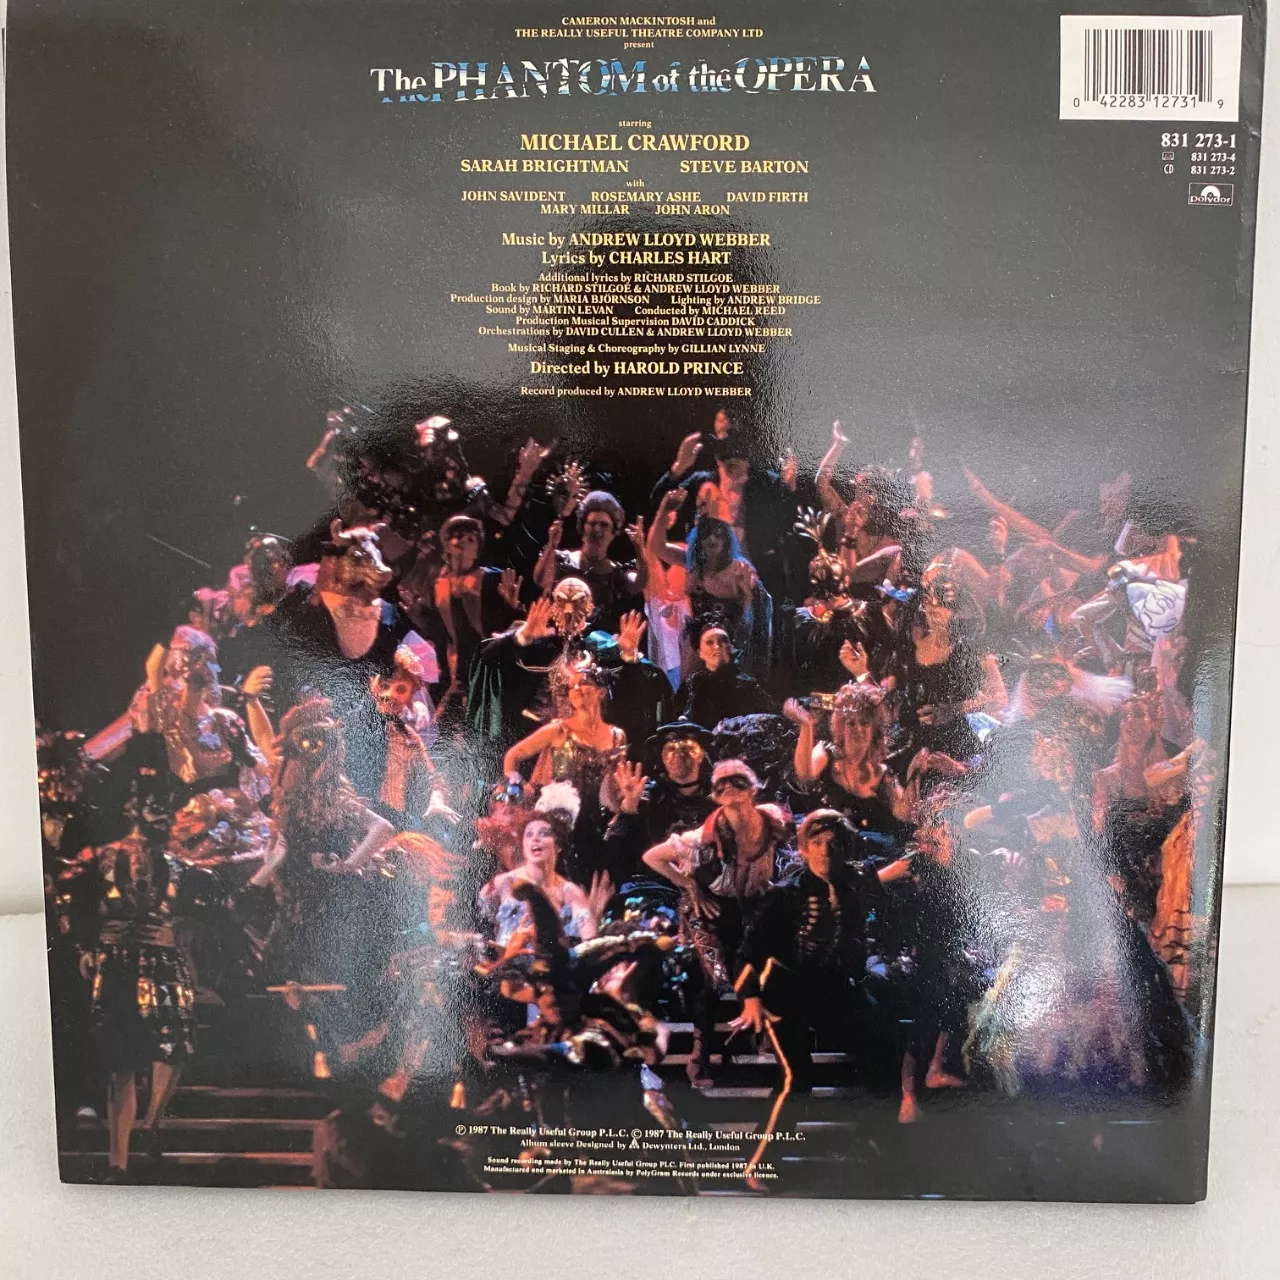 CAMERON MACKINTOSH and
THE REALLY USEFUL THEATRE COMPANY LTD
present
The PHANTOM of the OPERA
starring
MICHAEL CRAWFORD
SARAH BRIGHTMAN STEVE BARTON
with
JOHN SAVIDENT ROSEMARY ASHE DAVID FIRTH
MARY MILLAR JOHN ARON
Music by ANDREW LLOYD WEBBER
Lyrics by CHARLES HART
Additional lyrics by RICHARD STILGOE
Book by RICHARD STILGOE & ANDREW LLOYD WEBBER
Production design by MARIA BJÖRNSON Lighting by ANDREW BRIDGE
Sound by MARTIN LEVAN Conducted by MICHAEL REED
Production Musical Supervision DAVID CADDICK
Orchestrations by DAVID CULLEN & ANDREW LLOYD WEBBER
Musical Staging & Choreography by GILLIAN LYNNE
Directed by HAROLD PRINCE
Record produced by ANDREW LLOYD WEBBER
0 42283 12731 9
831 273-1
831 273-4
CD 831 273-2
polydor
℗ 1987 The Really Useful Group P.L.C. © 1987 The Really Useful Group P.L.C.
Album sleeve Designed by Dewynters Ltd., London
Sound recording made by The Really Useful Group PLC. First published 1987 in U.K.
Manufactured and marketed in Australasia by PolyGram Records under exclusive licence.